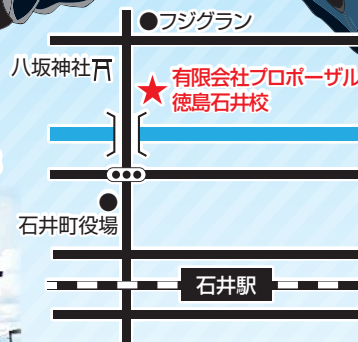 フジグラン
八坂神社
有限会社プロポーザル
徳島石井校
石井町役場
石井駅